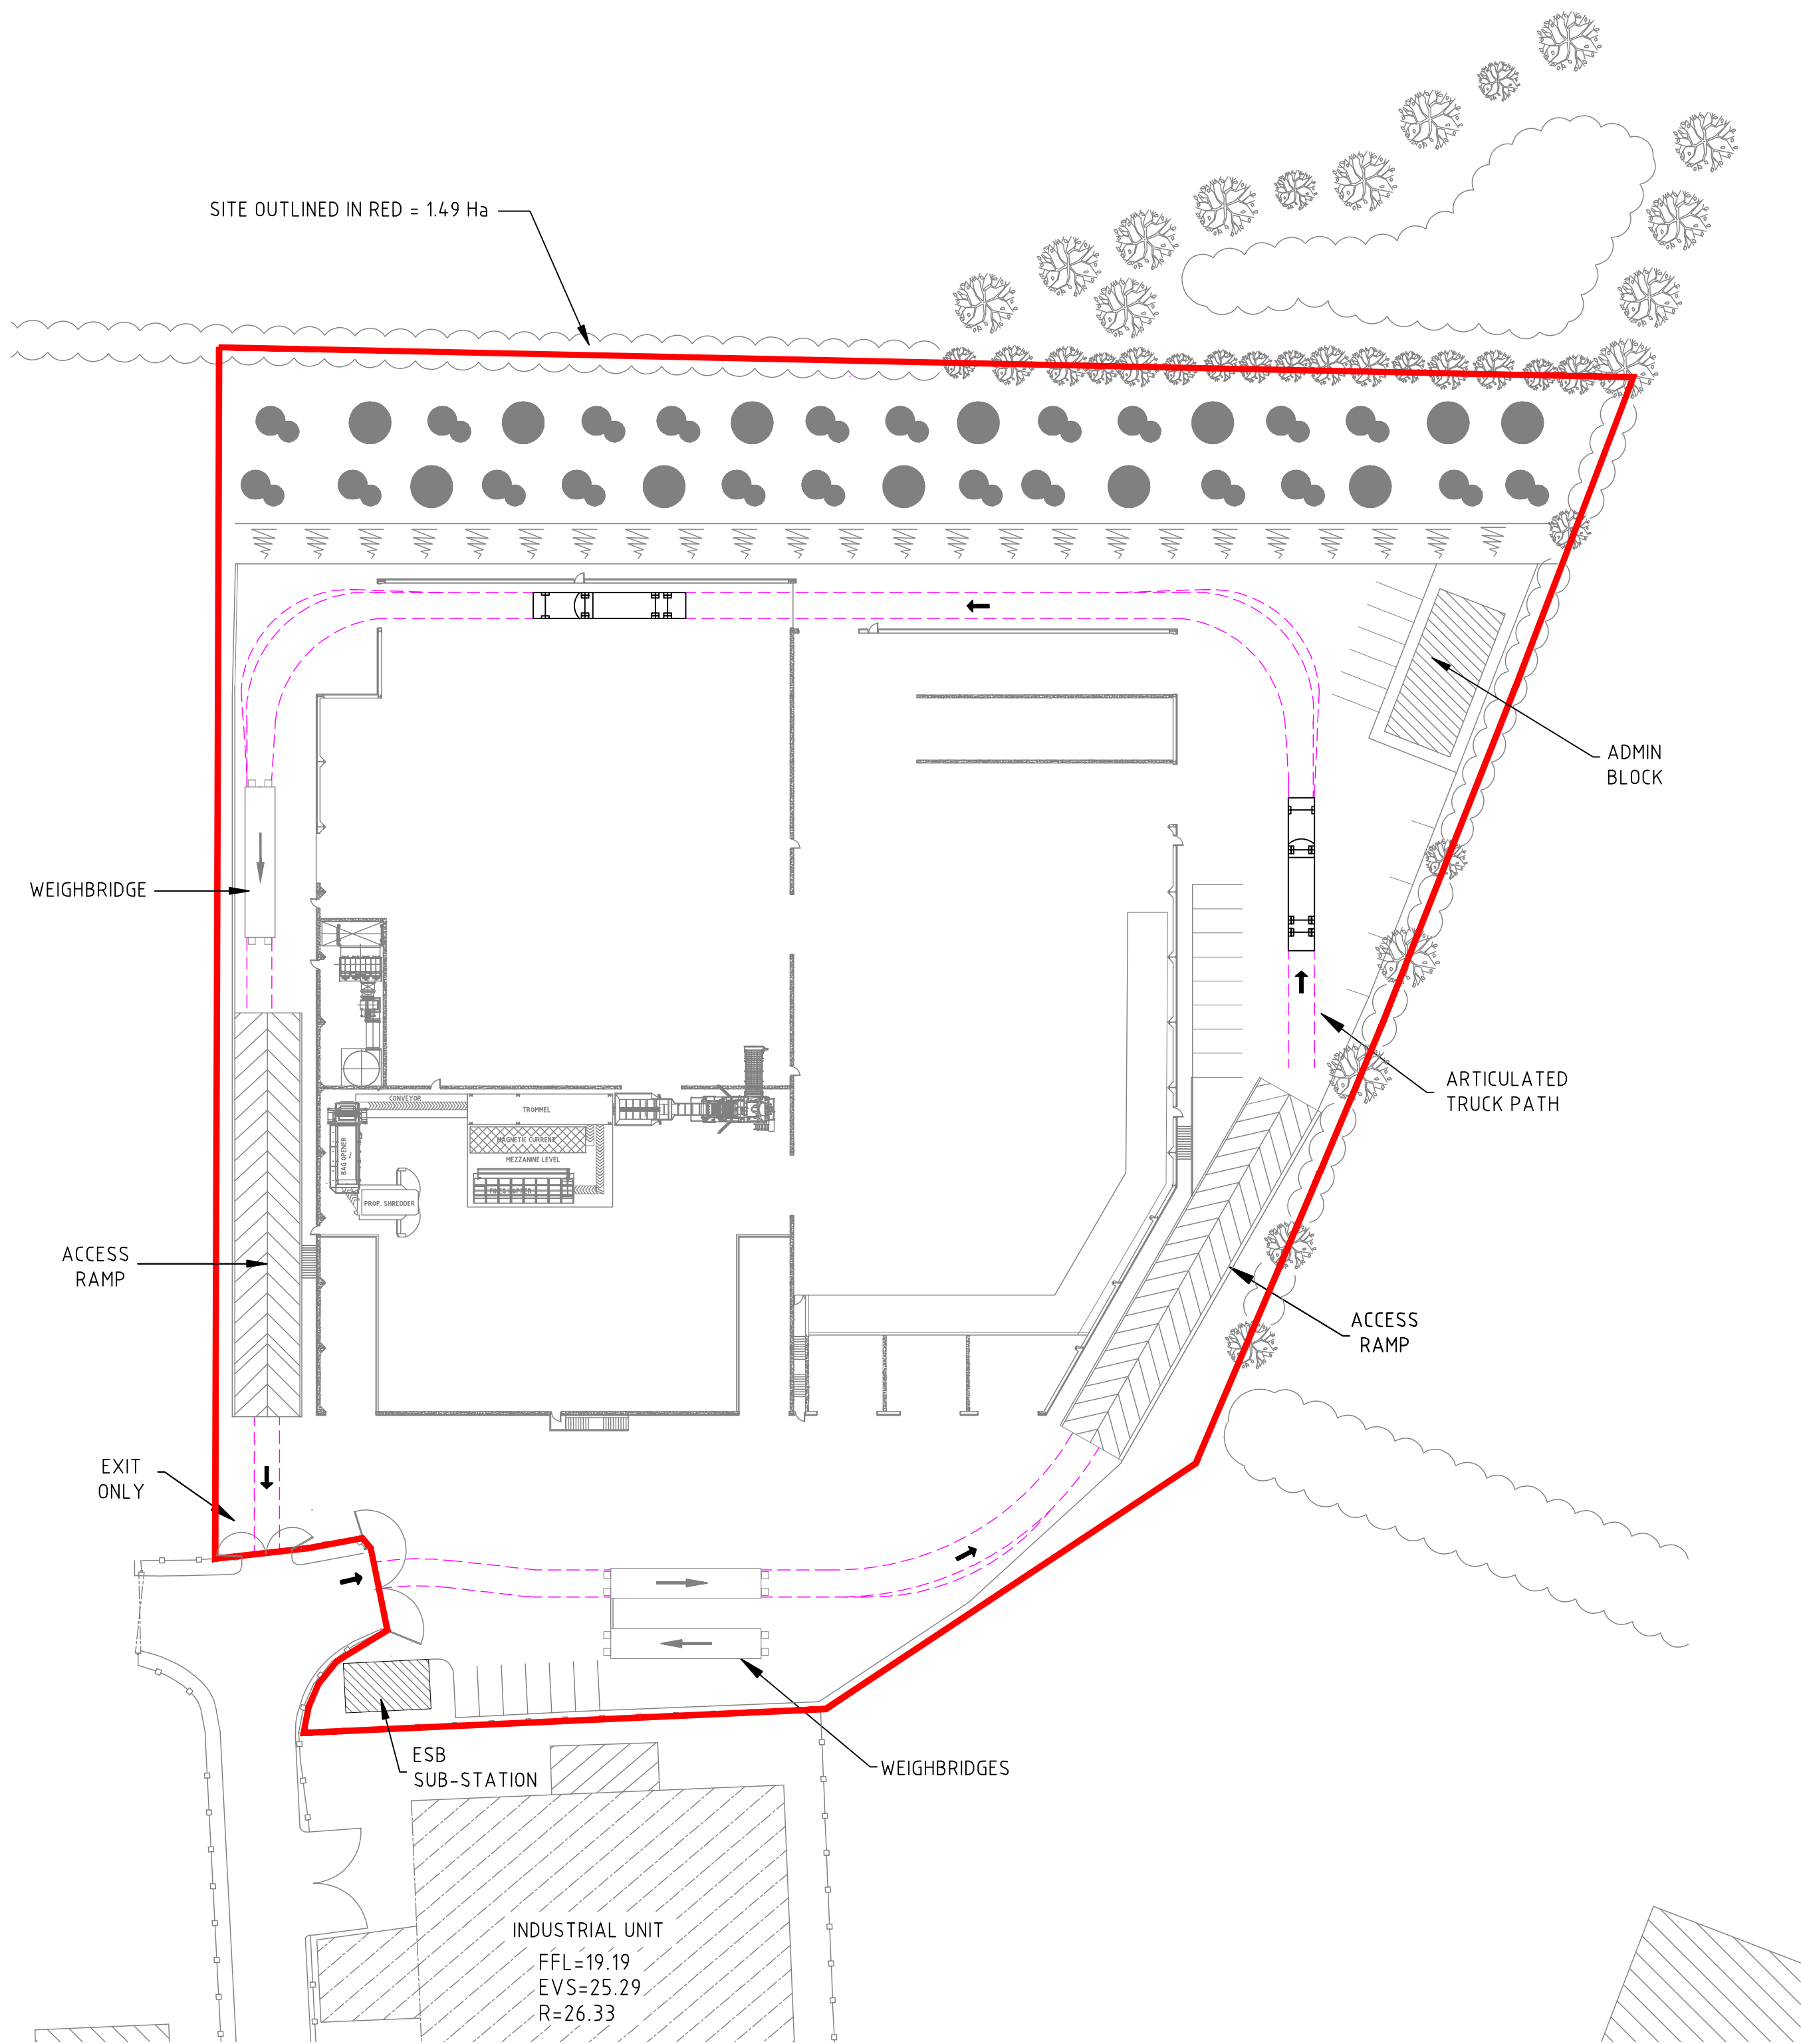 SITE OUTLINED IN RED = 1.49 Ha
ADMIN
BLOCK
WEIGHBRIDGE
ARTICULATED
TRUCK PATH
CONVEYOR
TROMMEL
MAGNETIC CURRENT
MEZZANINE LEVEL
BAG OPENER
PROP. SHREDDER
ACCESS
RAMP
ACCESS
RAMP
EXIT
ONLY
ESB
SUB-STATION
WEIGHBRIDGES
INDUSTRIAL UNIT
FFL=19.19
EVS=25.29
R=26.33